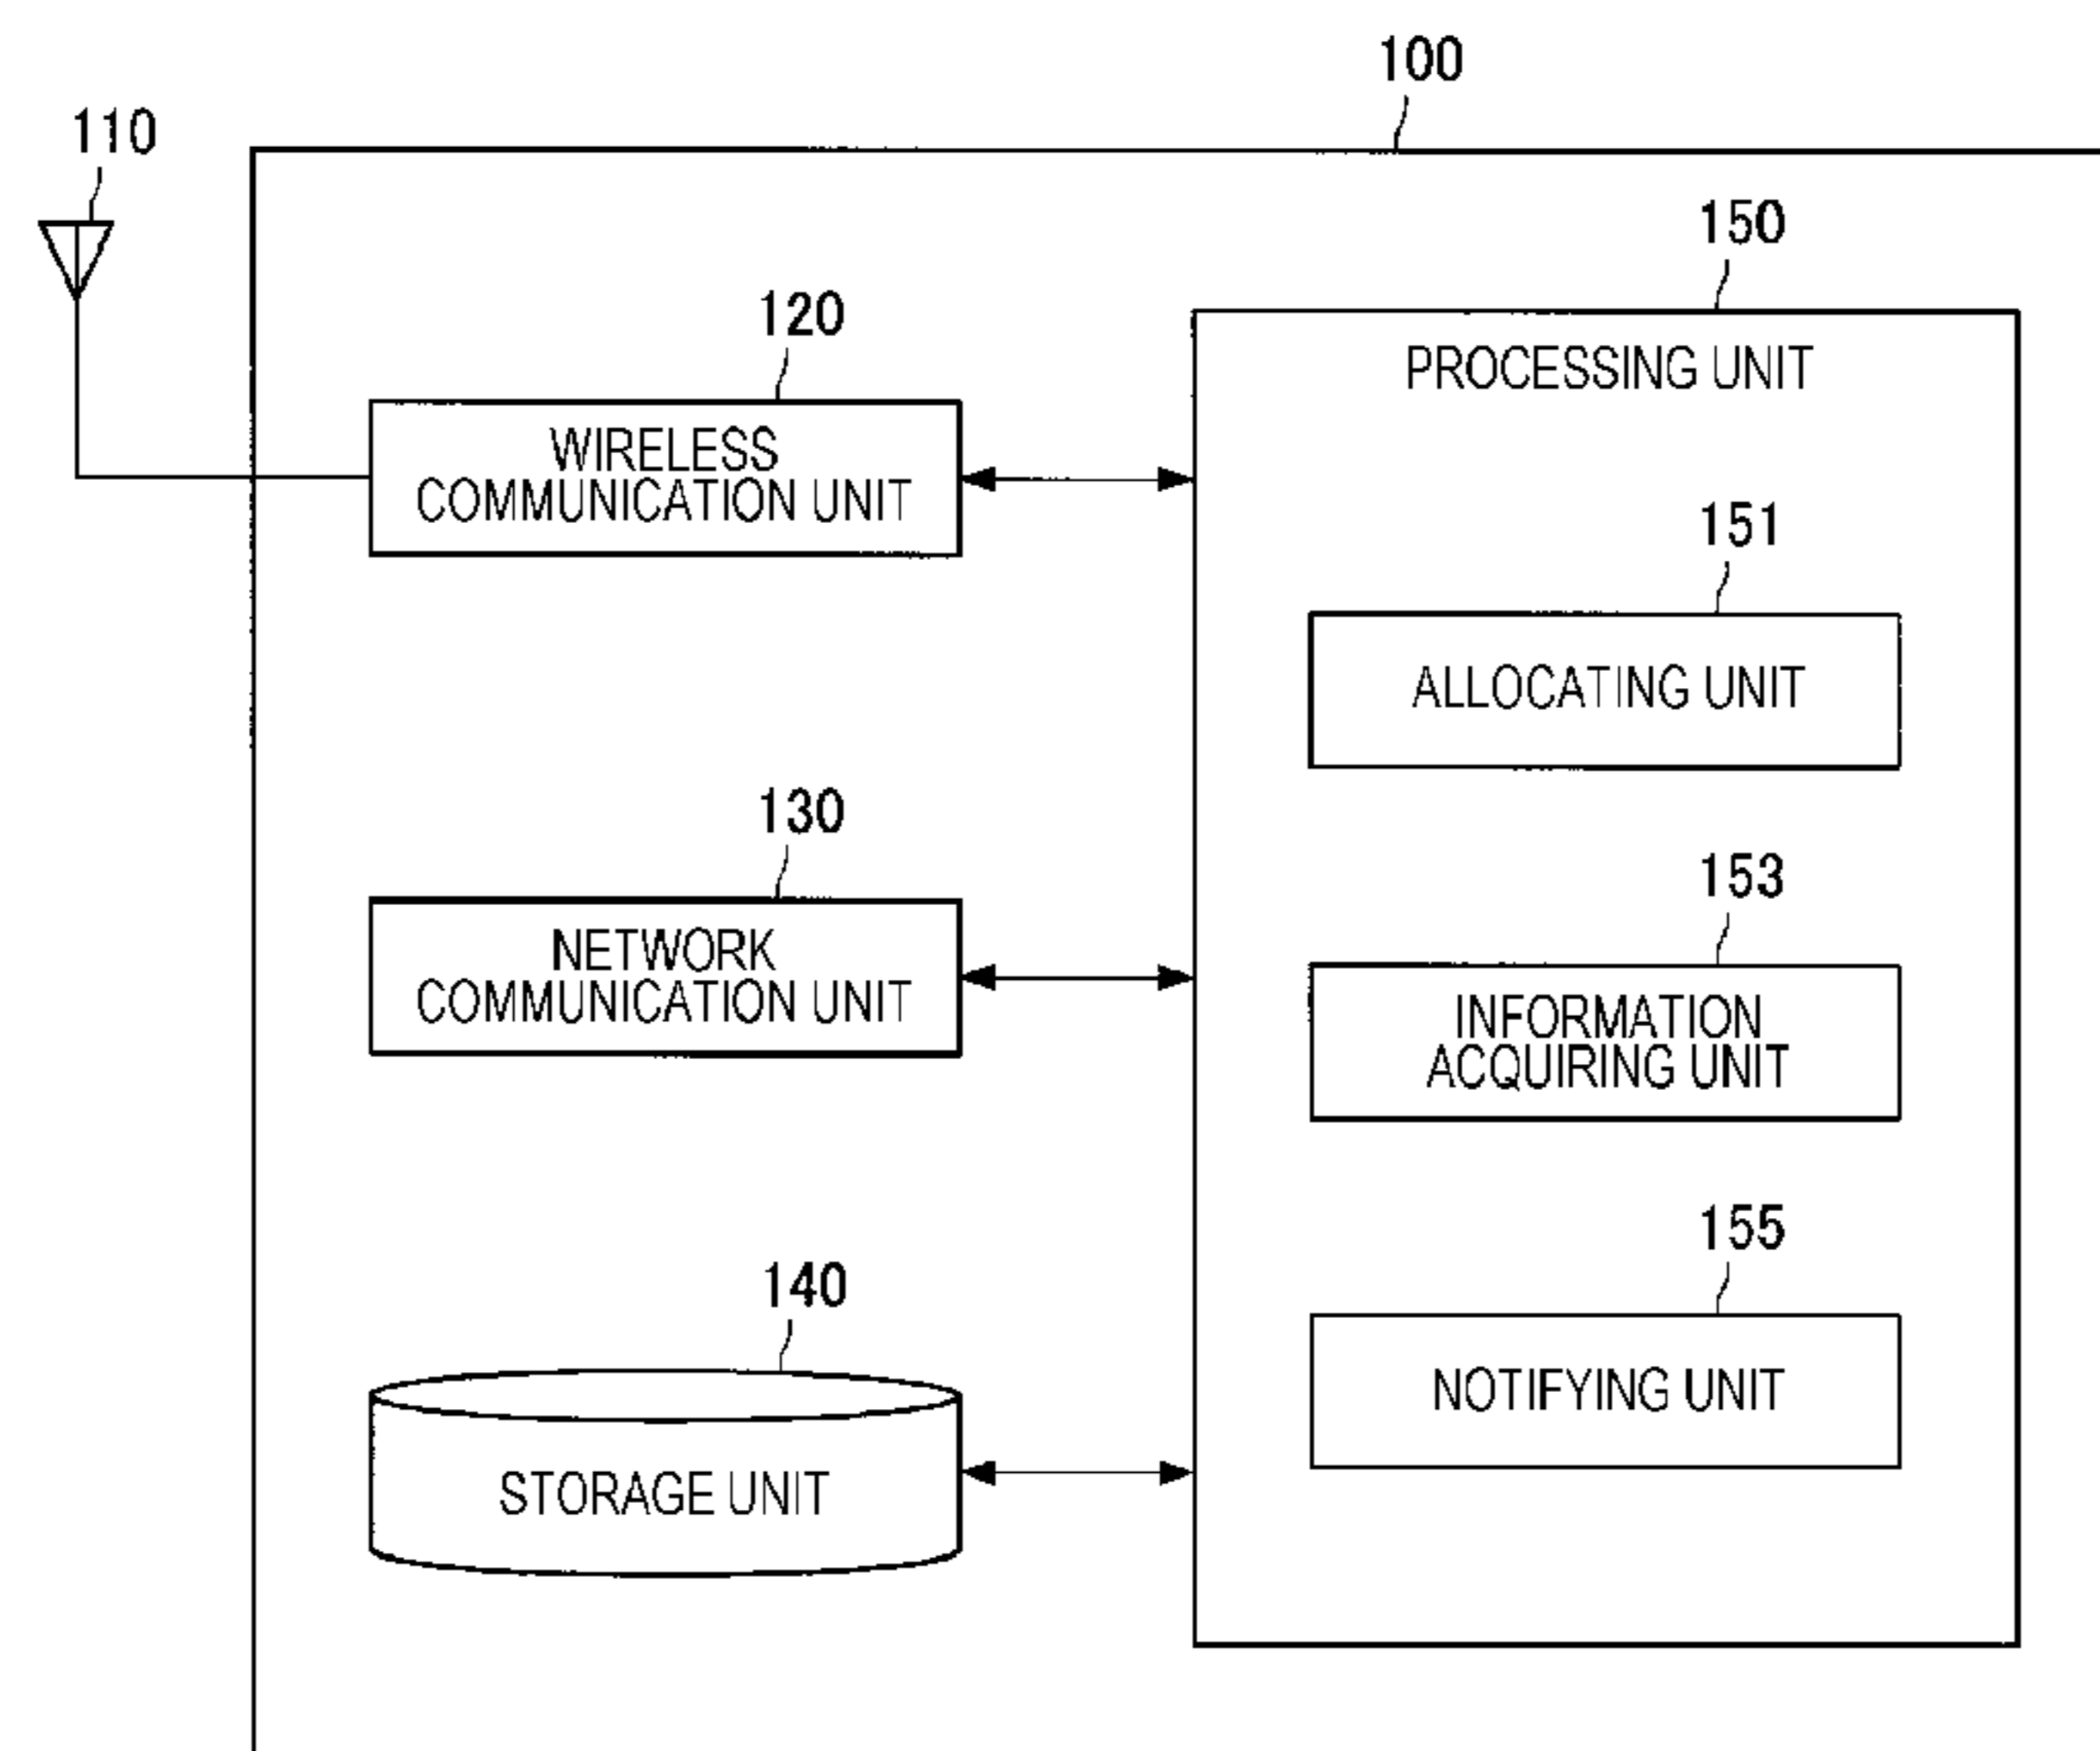 100
110
150
120
PROCESSING UNIT
WIRELESS
COMMUNICATION UNIT
151
ALLOCATING UNIT
130
153
NETWORK
COMMUNICATION UNIT
INFORMATION
ACQUIRING UNIT
155
140
NOTIFYING UNIT
STORAGE UNIT